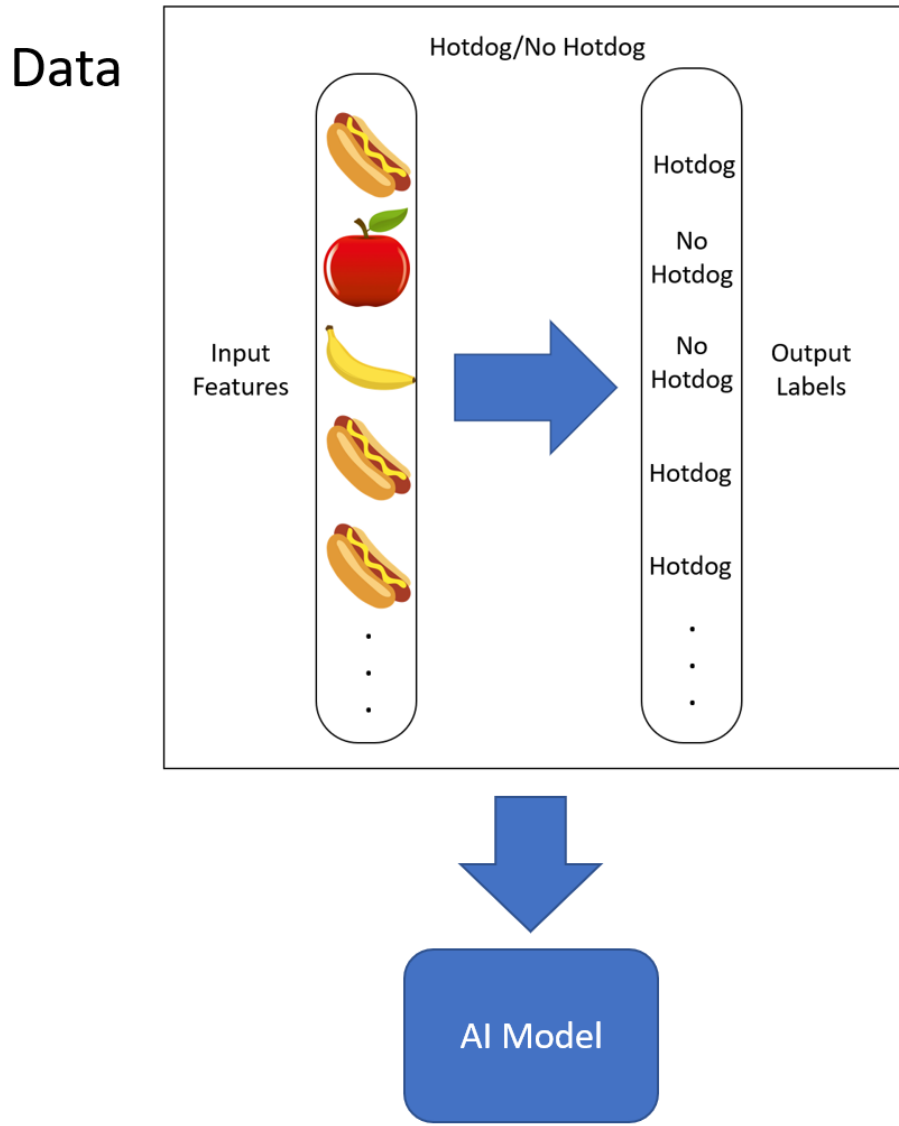 Data
Hotdog/No Hotdog
Input
Features
Hotdog
No
Hotdog
No
Hotdog
Hotdog
Hotdog
.
.
.
.
.
.
Output
Labels
AI Model